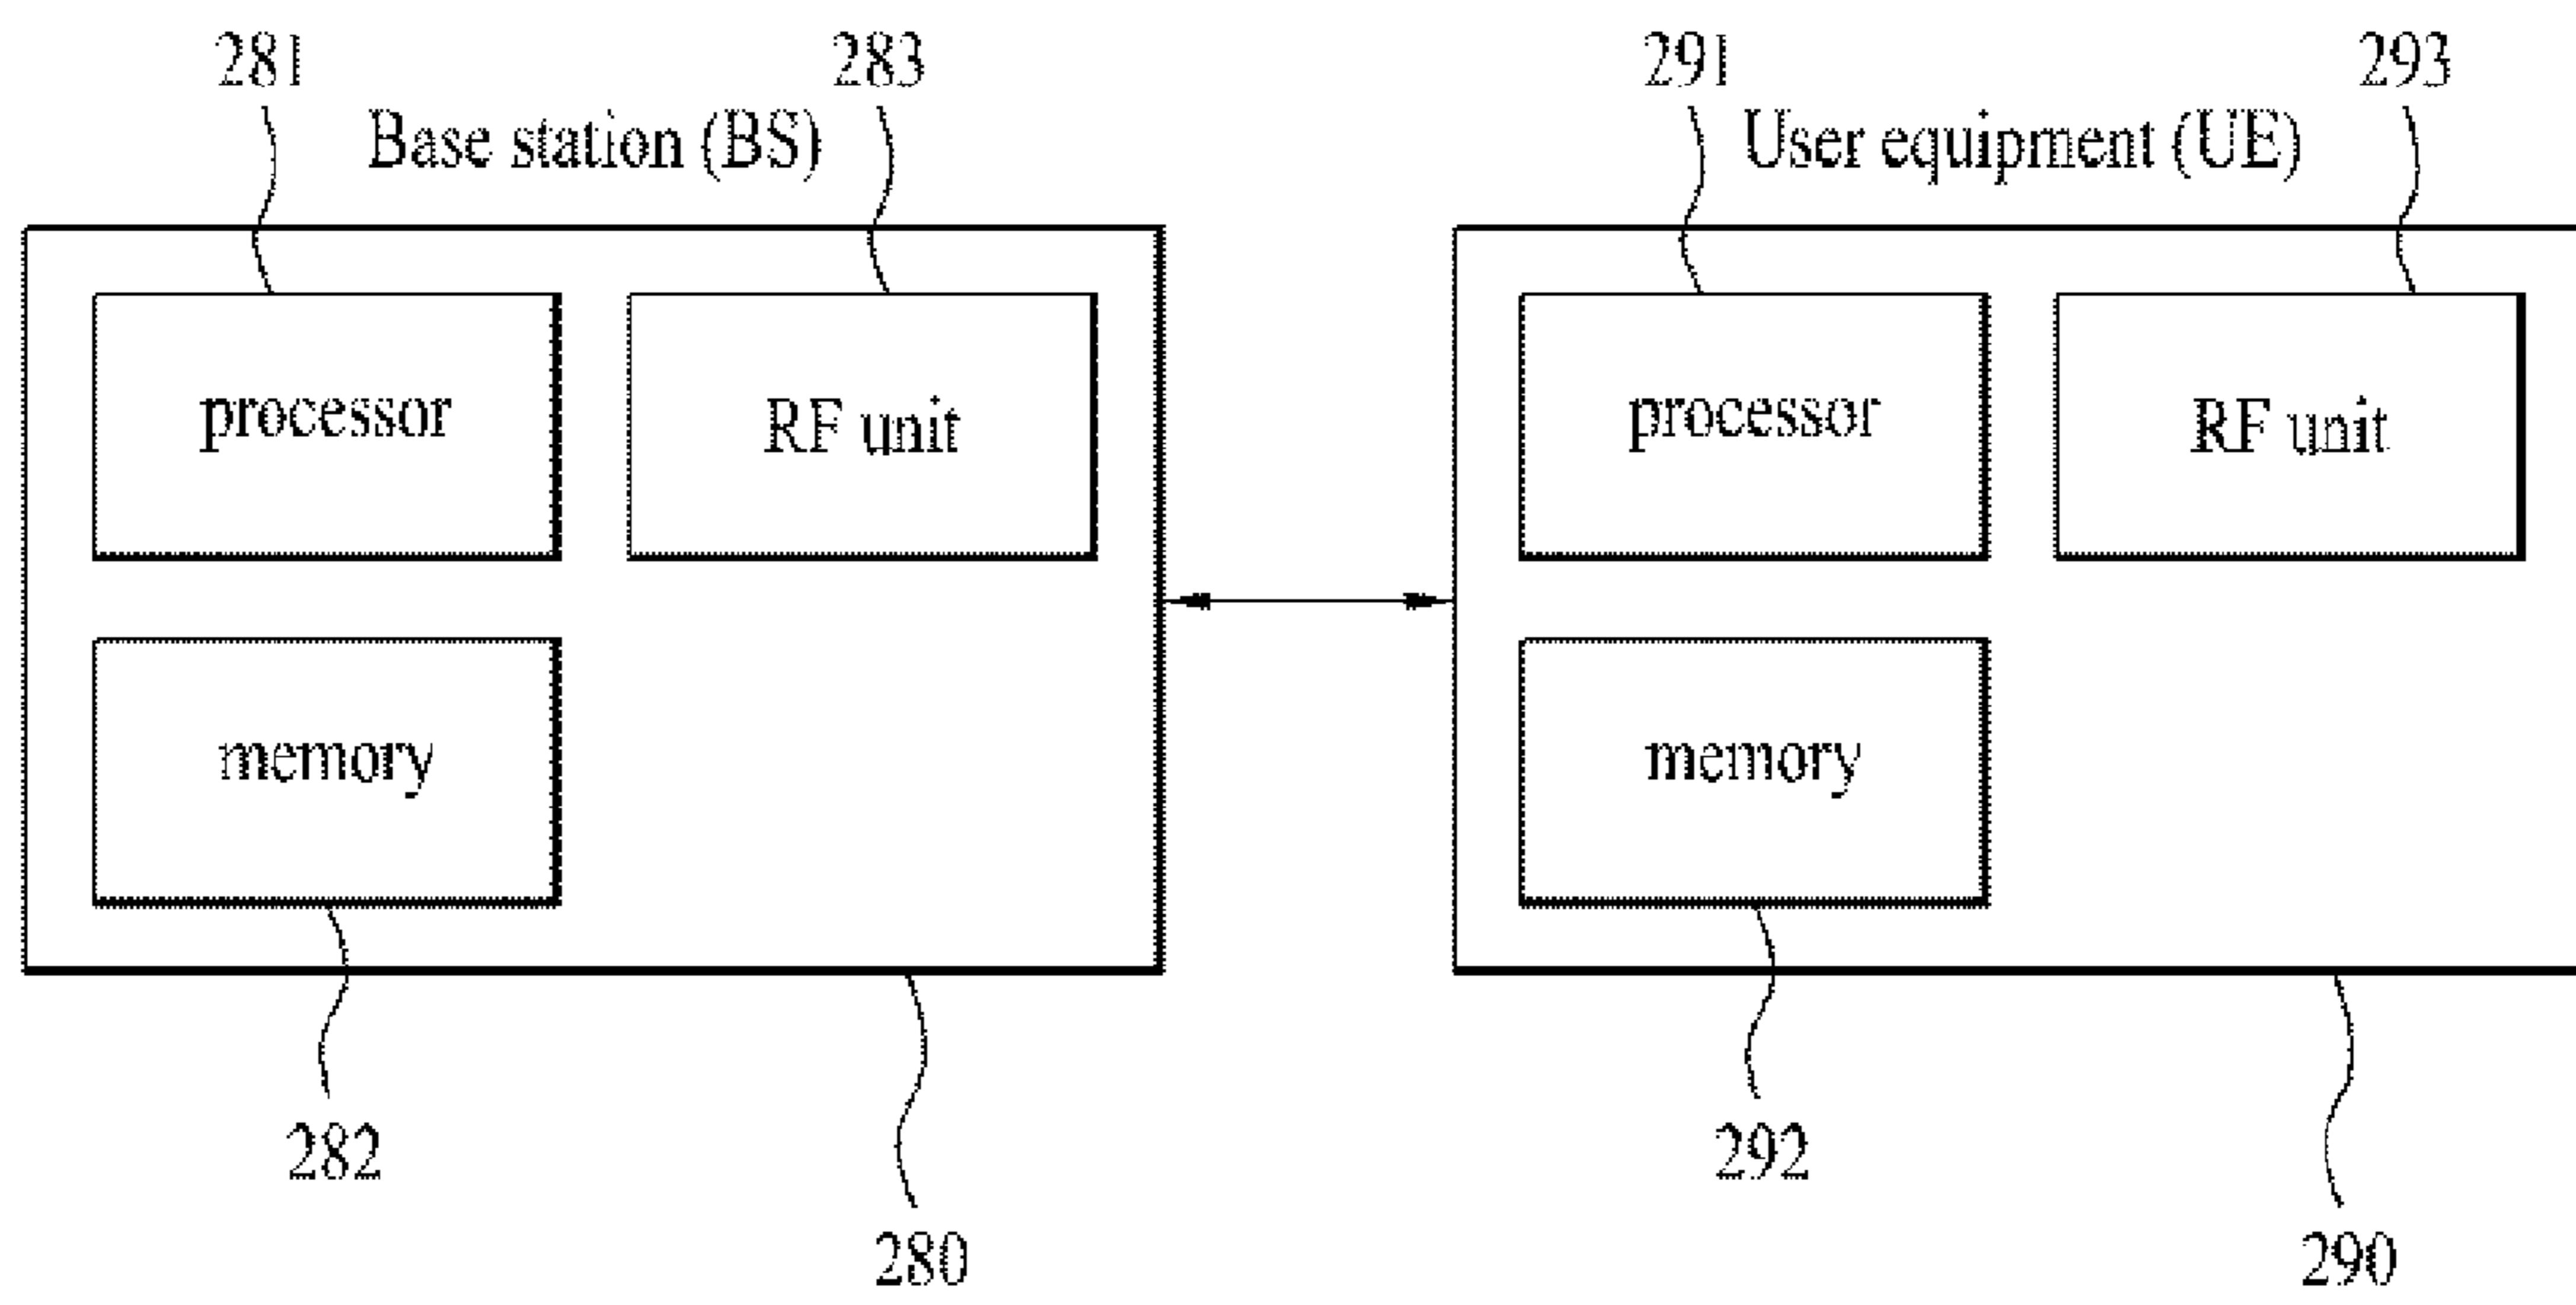 281
283
Base station (BS)
processor
RF unit
memory
282
280
291
293
User equipment (UE)
processor
RF unit
memory
292
290